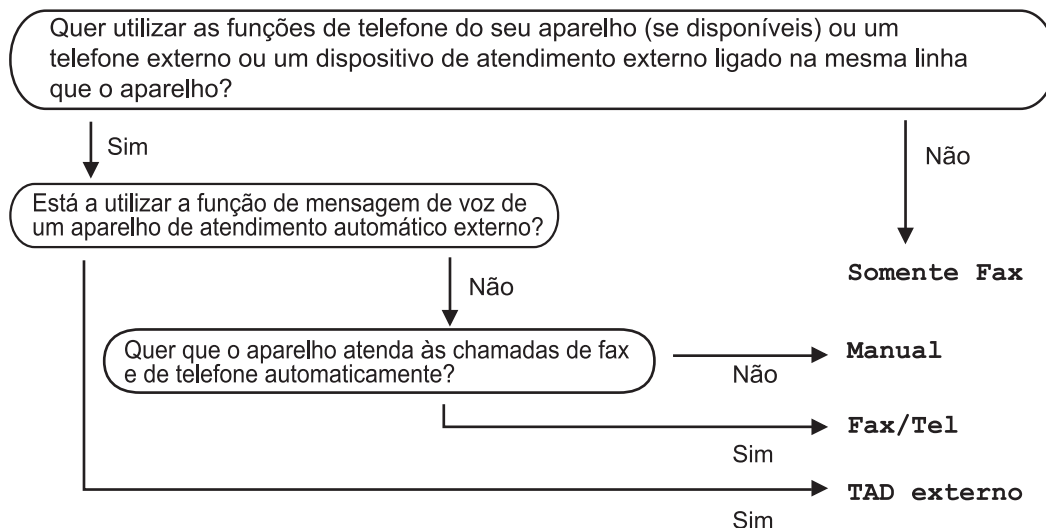 Quer utilizar as funções de telefone do seu aparelho (se disponíveis) ou um
telefone externo ou um dispositivo de atendimento externo ligado na mesma linha
que o aparelho?
Sim
Não
Está a utilizar a função de mensagem de voz de
um aparelho de atendimento automático externo?
Somente Fax
Não
Quer que o aparelho atenda às chamadas de fax
e de telefone automaticamente?
Manual
Não
Fax/Tel
Sim
TAD externo
Sim